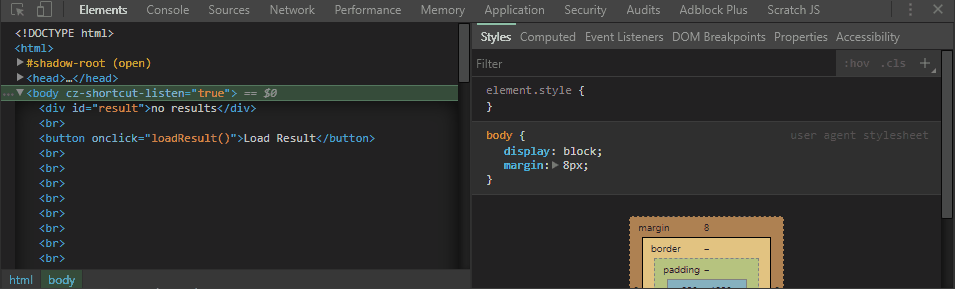 Elements Console Sources Network Performance Memory Application Security Audits Adblock Plus Scratch JS
<!DOCTYPE html>
<html>
▶#shadow-root (open)
▶<head>…</head>
…▼<body cz-shortcut-listen="true"> == $0
<div id="result">no results</div>
<br>
<button onclick="loadResult()">Load Result</button>
<br>
<br>
<br>
<br>
<br>
<br>
<br>
<br>
html body
Styles Computed Event Listeners DOM Breakpoints Properties Accessibility
Filter :hov .cls +
element.style {
}
body { user agent stylesheet
display: block;
margin:▶ 8px;
}
margin 8
border –
padding –